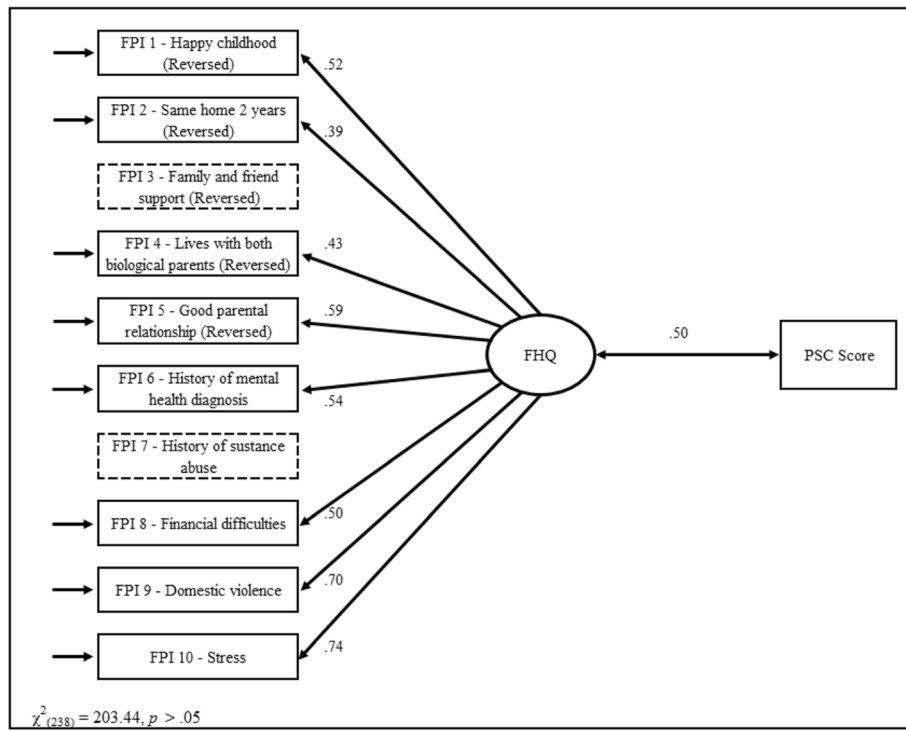 FPI 1 - Happy childhood
(Reversed)
.52
FPI 2 - Same home 2 years
(Reversed)
.39
FPI 3 - Family and friend
support (Reversed)
FPI 4 - Lives with both
biological parents (Reversed)
.43
FPI 5 - Good parental
relationship (Reversed)
.59
FPI 6 - History of mental
health diagnosis
.54
FPI 7 - History of sustance
abuse
FPI 8 - Financial difficulties
.50
FPI 9 - Domestic violence
.70
FPI 10 - Stress
.74
FHQ
.50
PSC Score
χ²₍₂₃₈₎ = 203.44, p > .05